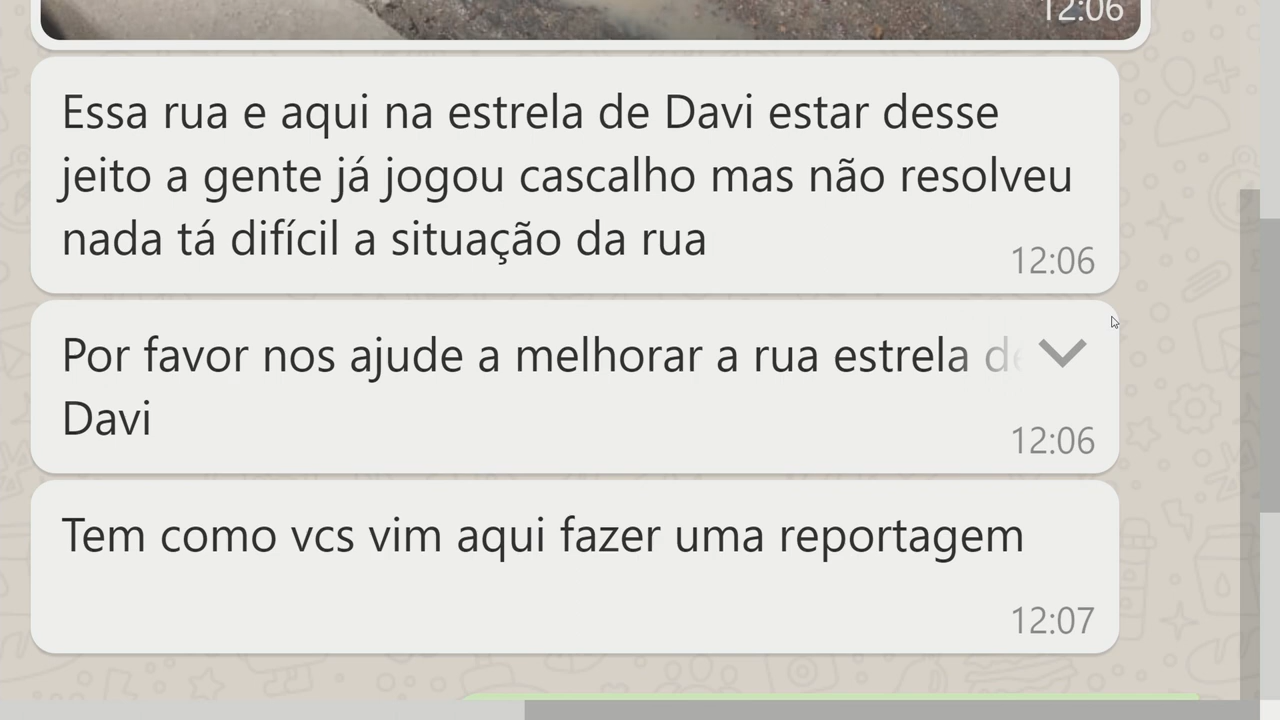 12:06
Essa rua e aqui na estrela de Davi estar desse
jeito a gente já jogou cascalho mas não resolveu
nada tá difícil a situação da rua
12:06
Por favor nos ajude a melhorar a rua estrela de
Davi
12:06
Tem como vcs vim aqui fazer uma reportagem
12:07